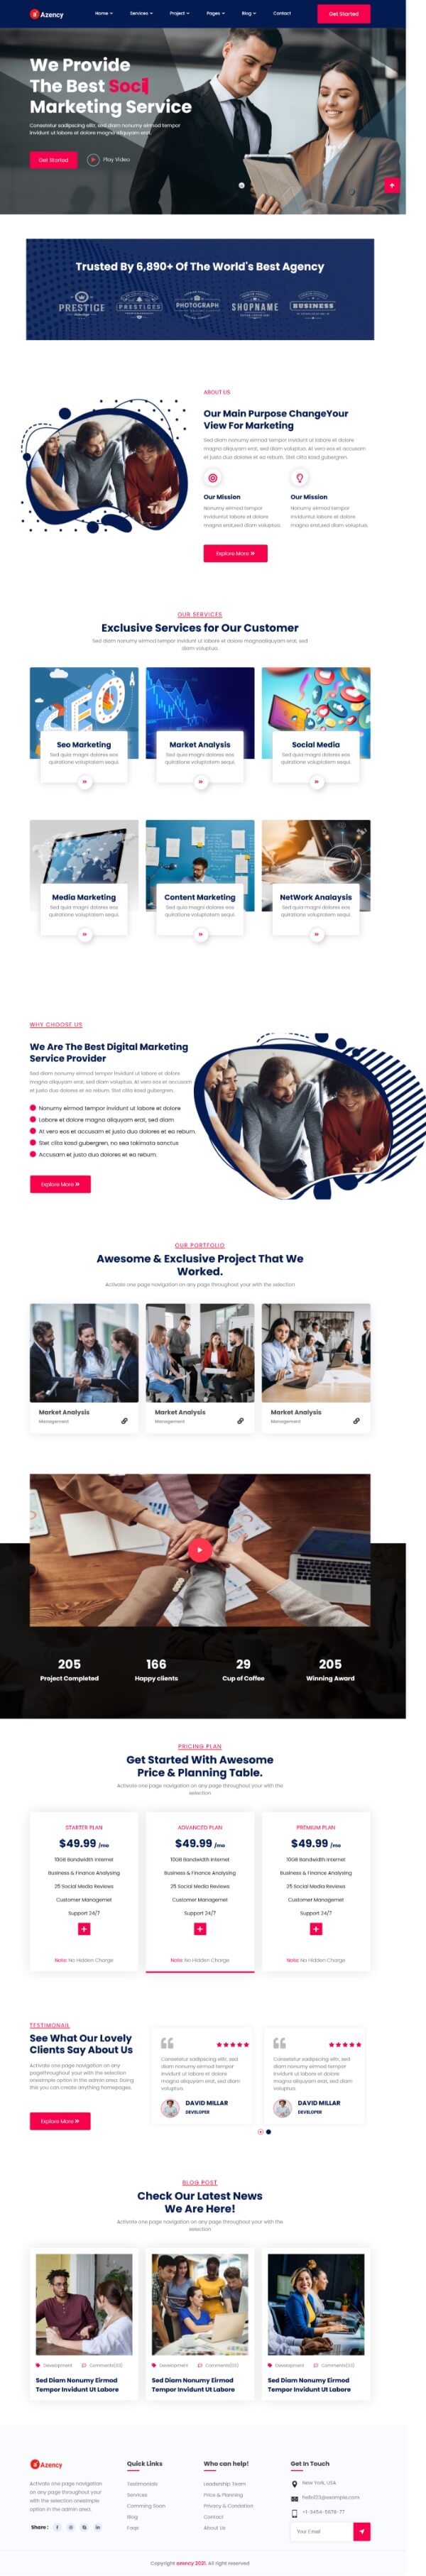 Azency
Home Services Project Pages Blog Contact
Get Started
We Provide
The Best Soci
Marketing Service
Consetetur sadipscing elitr, sed diam nonumy eirmod tempor
invidunt ut labore et dolore magna aliquyam erat.
Get Started
Play Video
Trusted By 6,890+ Of The World's Best Agency
PRESTIGE
PRESTIGES
PHOTOGRAPH
SHOPNAME
BUSINESS
ABOUT US
Our Main Purpose ChangeYour
View For Marketing
Sed diam nonumy eirmod tempor invidunt ut labore et dolore
magna aliquyam erat, sed diam voluptua. At vero eos et accusam
et justo duo dolores et ea rebum. Stet clita kasd gubergren.
Our Mission
Nonumy eirmod tempor
inviduntut labore et dolore
magna erat,sed diam voluptua.
Our Mission
Nonumy eirmod tempor
inviduntut labore et dolore
magna erat,sed diam voluptua.
Explore More
OUR SERVICES
Exclusive Services for Our Customer
Sed diam nonumy eirmod tempor invidunt ut labore et dolore magnaaliquyam erat, sed
diam voluptua.
Seo Marketing
Sed quia magni dolores eos
quiratione voluptatem sequi.
Market Analysis
Sed quia magni dolores eos
quiratione voluptatem sequi.
Social Media
Sed quia magni dolores eos
quiratione voluptatem sequi.
Media Marketing
Sed quia magni dolores eos
quiratione voluptatem sequi.
Content Marketing
Sed quia magni dolores eos
quiratione voluptatem sequi.
NetWork Analaysis
Sed quia magni dolores eos
quiratione voluptatem sequi.
WHY CHOOSE US
We Are The Best Digital Marketing
Service Provider
Sed diam nonumy eirmod tempor invidunt ut labore et dolore
magna aliquyam erat, sed diam voluptua. At vero eos et accusam
et justo duo dolores et ea rebum. Stet clita kasd gubergren.
Nonumy eirmod tempor invidunt ut labore et dolore
Labore et dolore magna aliquyam erat, sed diam
At vero eos et accusam et justo duo dolores et ea rebum.
Stet clita kasd gubergren, no sea takimata sanctus
Accusam et justo duo dolores et ea rebum.
Explore More
OUR PORTFOLIO
Awesome & Exclusive Project That We
Worked.
Activate one page navigation on any page throughout your with the selection
Market Analysis
Management
Market Analysis
Management
Market Analysis
Management
205
Project Completed
166
Happy clients
29
Cup of Coffee
205
Winning Award
PRICING PLAN
Get Started With Awesome
Price & Planning Table.
Activate one page navigation on any page throughout your with the
selection
STARTER PLAN
$49.99 /mo
10GB Bandwidth Internet
Business & Finance Analysing
25 Social Media Reviews
Customer Managemet
Support 24/7
Note: No Hidden Charge
ADVANCED PLAN
$49.99 /mo
10GB Bandwidth Internet
Business & Finance Analysing
25 Social Media Reviews
Customer Managemet
Support 24/7
Note: No Hidden Charge
PREMIUM PLAN
$49.99 /mo
10GB Bandwidth Internet
Business & Finance Analysing
25 Social Media Reviews
Customer Managemet
Support 24/7
Note: No Hidden Charge
TESTIMONAIL
See What Our Lovely
Clients Say About Us
Activate one page navigation on any
pagethroughout your with the selection
onesimple option in the admin area. Doing
this you can create anything homepages.
Explore More
Consetetur sadipscing elitr, sed
diam nonumy eirmod tempor
invidunt ut labore et dolore
magna aliquyam erat, sed diam
voluptua.
DAVID MILLAR
DEVELOPER
Consetetur sadipscing elitr, sed
diam nonumy eirmod tempor
invidunt ut labore et dolore
magna aliquyam erat, sed diam
voluptua.
DAVID MILLAR
DEVELOPER
BLOG POST
Check Our Latest News
We Are Here!
Activate one page navigation on any page throughout your with the
selection
Development Comments(03)
Sed Diam Nonumy Eirmod
Tempor Invidunt Ut Labore
Development Comments(03)
Sed Diam Nonumy Eirmod
Tempor Invidunt Ut Labore
Development Comments(03)
Sed Diam Nonumy Eirmod
Tempor Invidunt Ut Labore
Azency
Activate one page navigation
on any page throughout your
with the selection onesimple
option in the admin area.
Share :
Quick Links
Testimonials
Services
Comming Soon
Blog
Faqs
Who can help!
Leadership Team
Price & Planning
Privacy & Condation
Contact
About Us
Get In Touch
New York, USA
hello123@example.com
Your Email
Copyright azency 2021. All right reserved